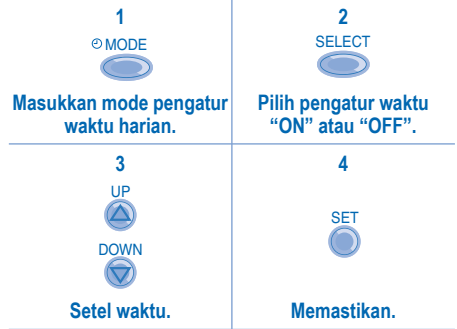 1
MODE
Masukkan mode pengatur
waktu harian.
2
SELECT
Pilih pengatur waktu
“ON” atau “OFF”.
3
UP
DOWN
Setel waktu.
4
SET
Memastikan.